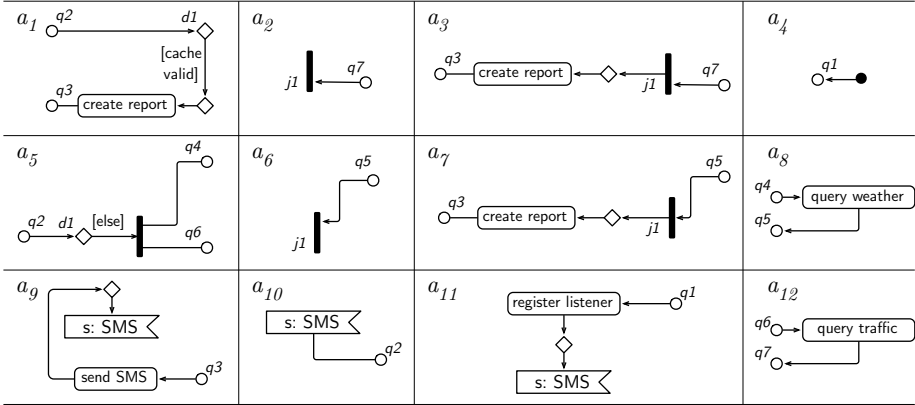 a1
q2
d1
[cache
valid]
q3
create report
a2
j1
q7
a3
q3
create report
j1
q7
a4
q1
a5
q4
q2
d1
[else]
q6
a6
q5
j1
a7
q5
q3
create report
j1
a8
q4
query weather
q5
a9
s: SMS
send SMS
q3
a10
s: SMS
q2
a11
register listener
q1
s: SMS
a12
q6
query traffic
q7